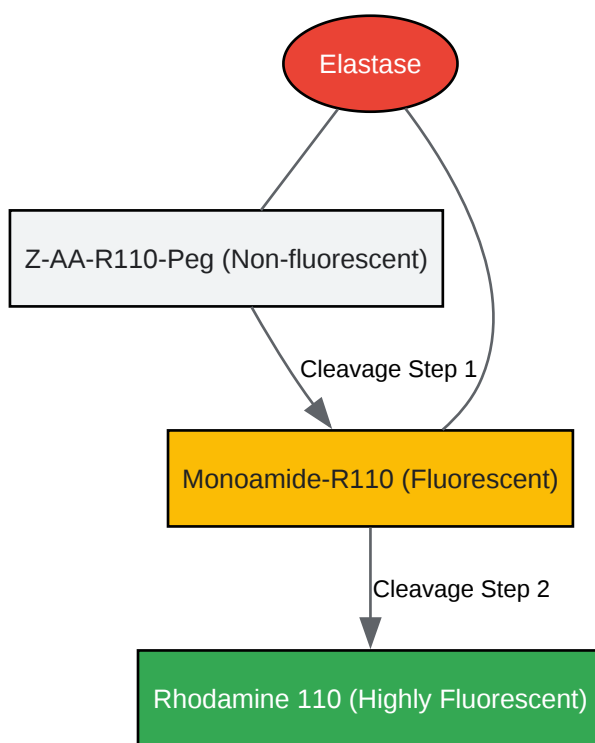 Elastase
Z-AA-R110-Peg (Non-fluorescent)
Cleavage Step 1
Monoamide-R110 (Fluorescent)
Cleavage Step 2
Rhodamine 110 (Highly Fluorescent)